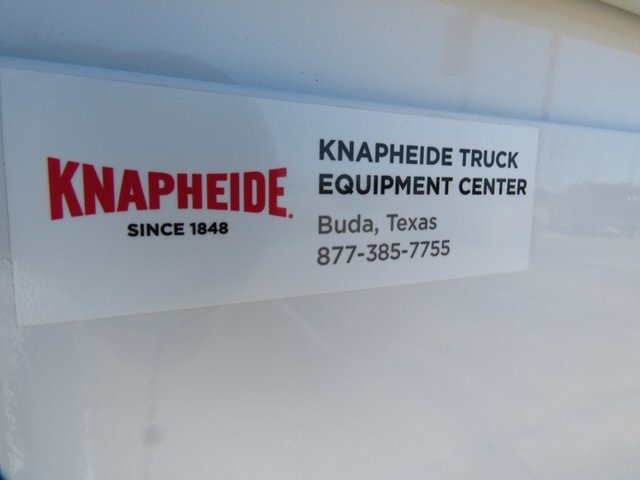 KNAPHEIDE.
SINCE 1848
KNAPHEIDE TRUCK
EQUIPMENT CENTER
Buda, Texas
877-385-7755